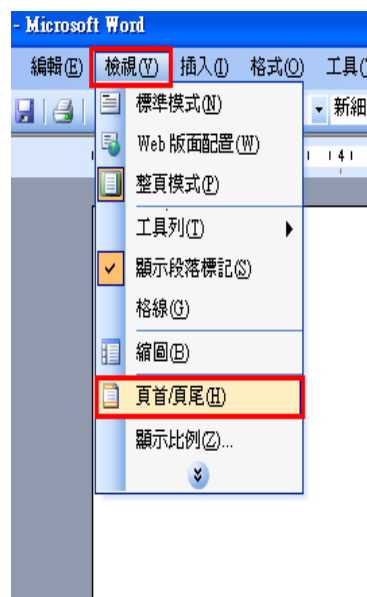 - Microsoft Word
編輯(E) 檢視(V) 插入(I) 格式(O) 工具(
標準模式(N) 新細
Web 版面配置(W)
整頁模式(P)
工具列(T)
顯示段落標記(S)
格線(G)
縮圖(B)
頁首/頁尾(H)
顯示比例(Z)...